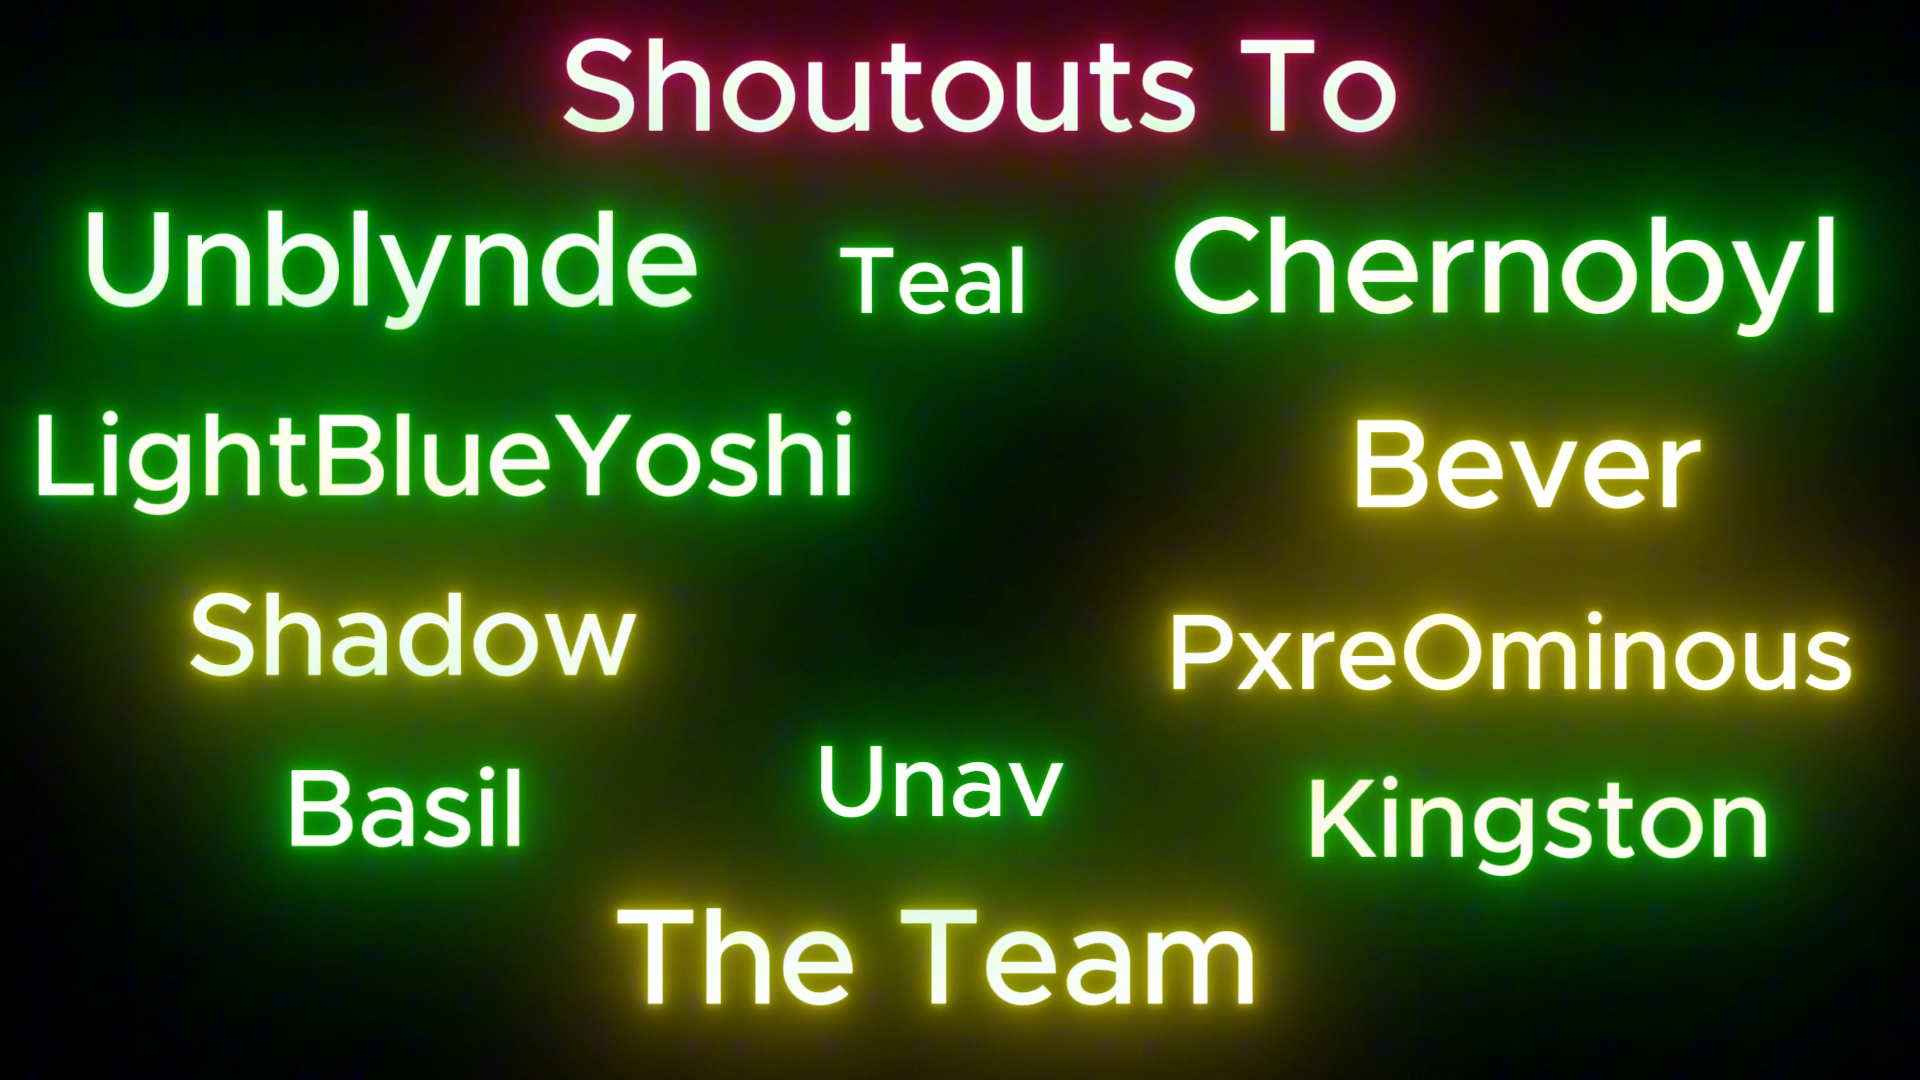 Shoutouts To
Unblynde
Teal
Chernobyl
LightBlueYoshi
Bever
Shadow
PxreOminous
Basil
Unav
Kingston
The Team